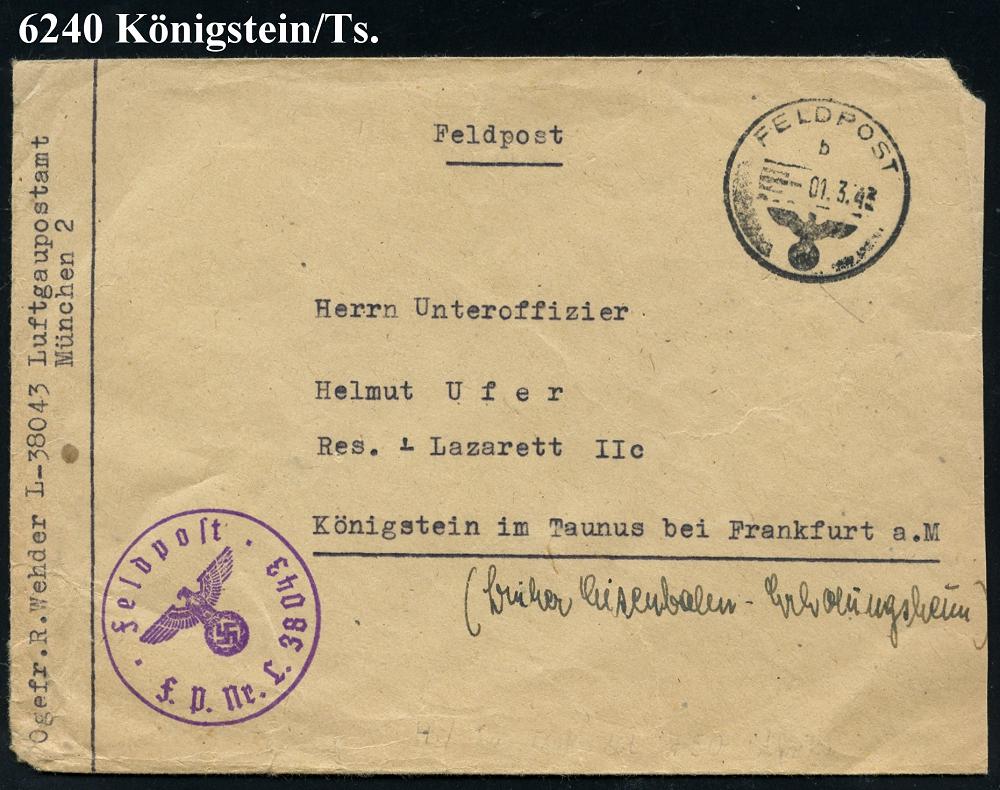 6240 Königstein/Ts.
Feldpost
FELDPOST
b
01.3.43
Herrn Unteroffizier
Helmut U f e r
Res. - Lazarett IIc
Königstein im Taunus bei Frankfurt a.M
(früher Eisenbahn-Erholungsheim)
Ogefr.R.Wehder L-38043 Luftgaupostamt
München 2
Feldpost
F. P. Nr. L. 38043